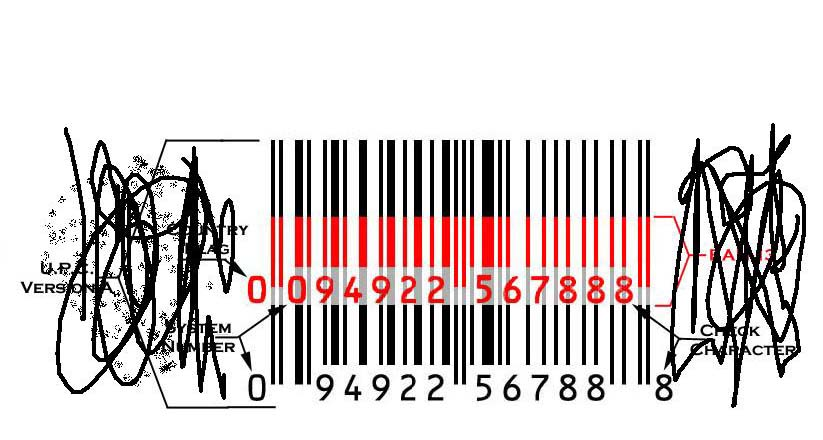 COUNTRY
FLAG
U.P.C.
VERSION A
EAN-13
0 094922 567888
SYSTEM
NUMBER
CHECK
CHARACTER
0 94922 56788 8